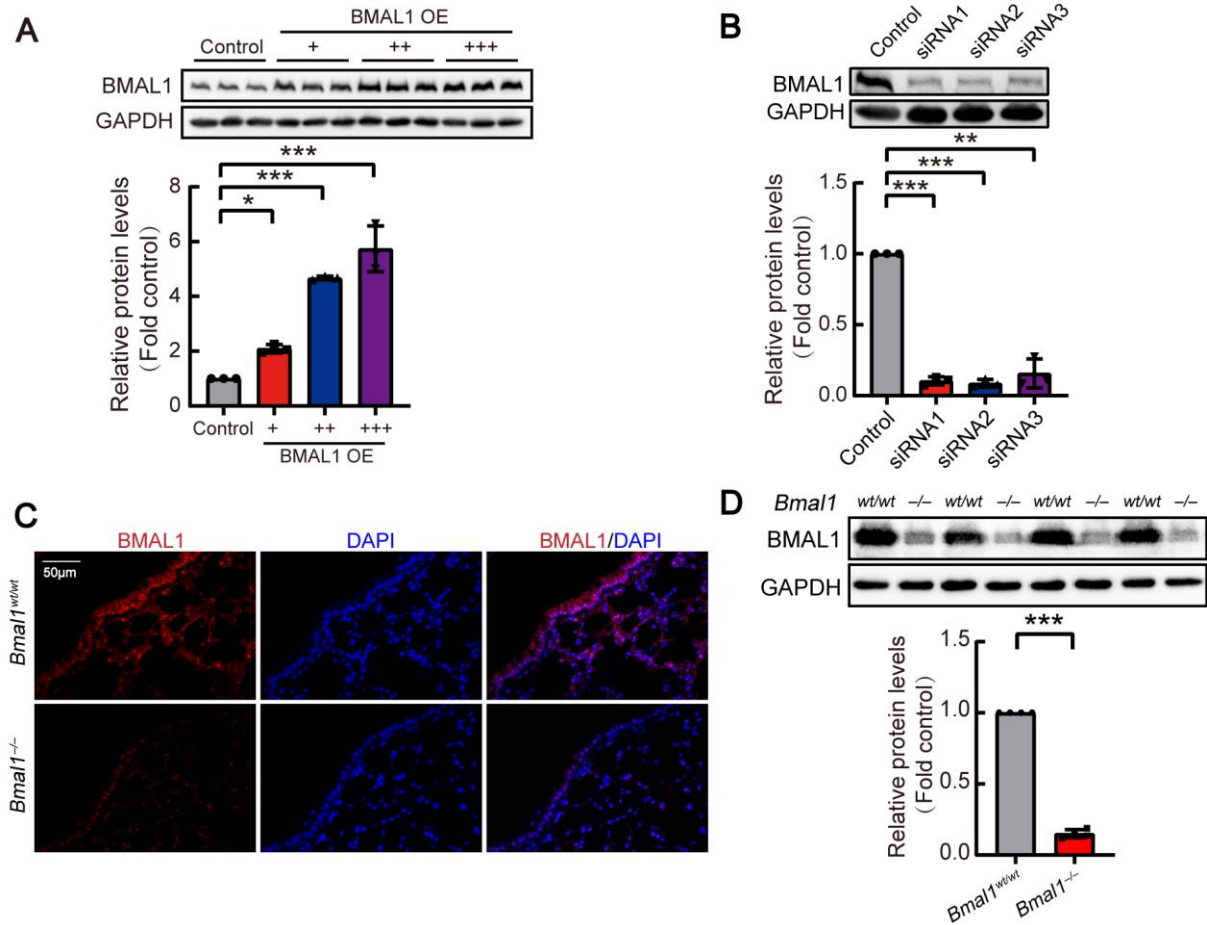 A
BMAL1 OE
Control + ++ +++
BMAL1
GAPDH
***
***
*
Relative protein levels
(Fold control)
8
6
4
2
0
Control + ++ +++
BMAL1 OE
B
Control siRNA1 siRNA2 siRNA3
BMAL1
GAPDH
**
***
***
Relative protein levels
(Fold control)
1.5
1.0
0.5
0.0
Control siRNA1 siRNA2 siRNA3
C
BMAL1 DAPI BMAL1/DAPI
50μm
Bmal1wt/wt
Bmal1−/−
D
Bmal1 wt/wt −/− wt/wt −/− wt/wt −/− wt/wt −/−
BMAL1
GAPDH
***
Relative protein levels
(Fold control)
1.5
1.0
0.5
0.0
Bmal1wt/wt Bmal1−/−